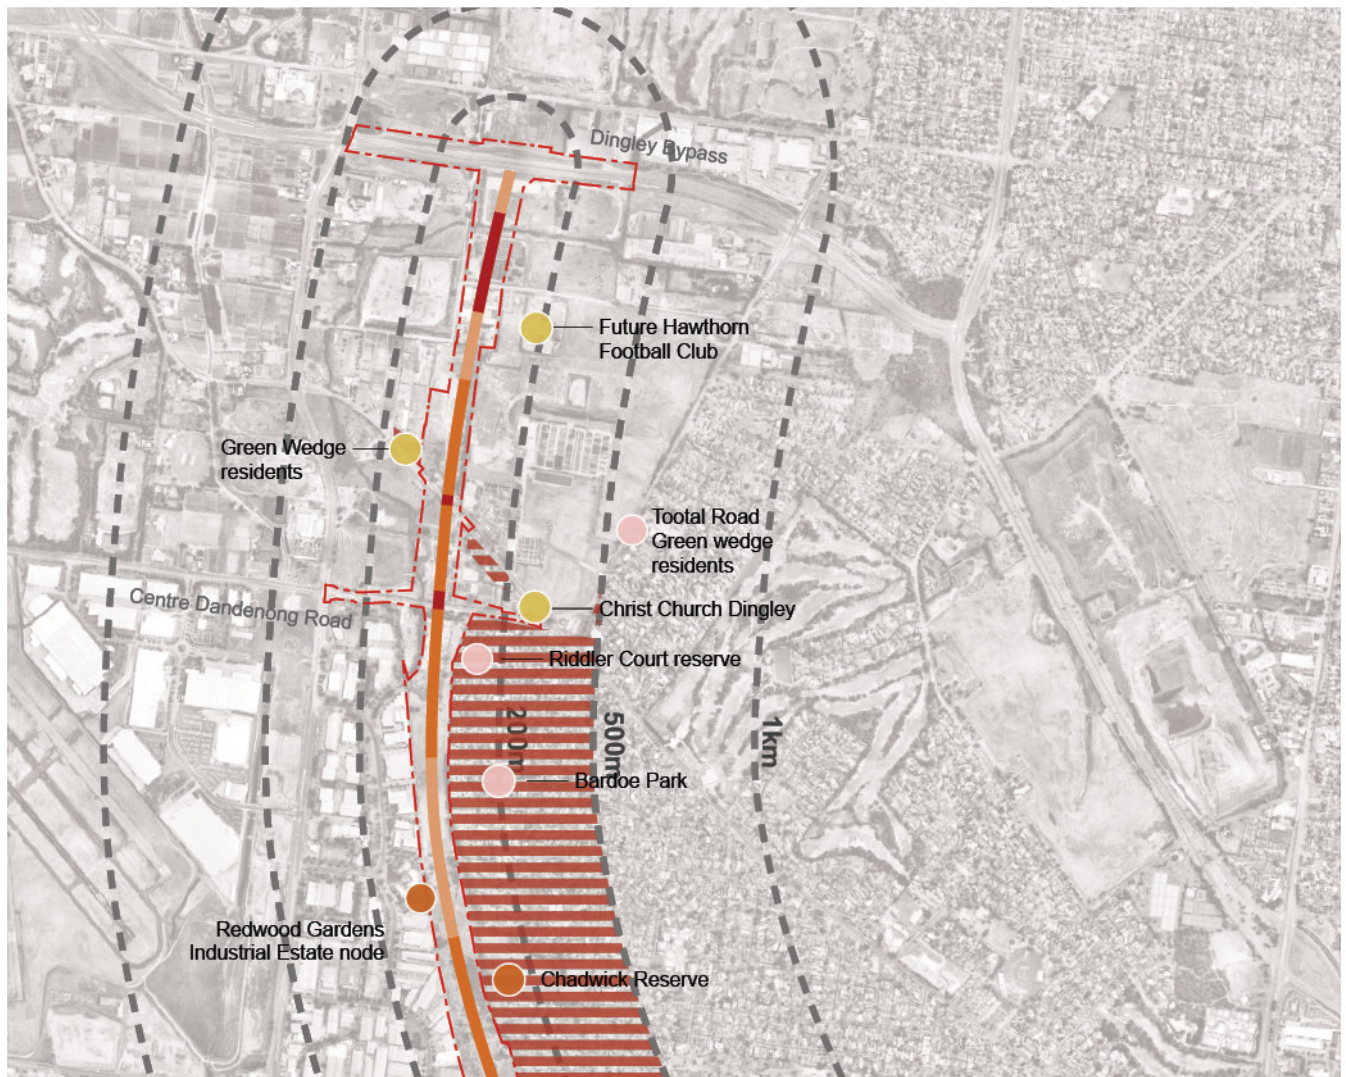 Dingley Bypass
Future Hawthorn
Football Club
Green Wedge
residents
Tootal Road
Green wedge
residents
Centre Dandenong Road
Christ Church Dingley
Riddler Court reserve
200m
500m
1km
Bardoe Park
Redwood Gardens
Industrial Estate node
Chadwick Reserve